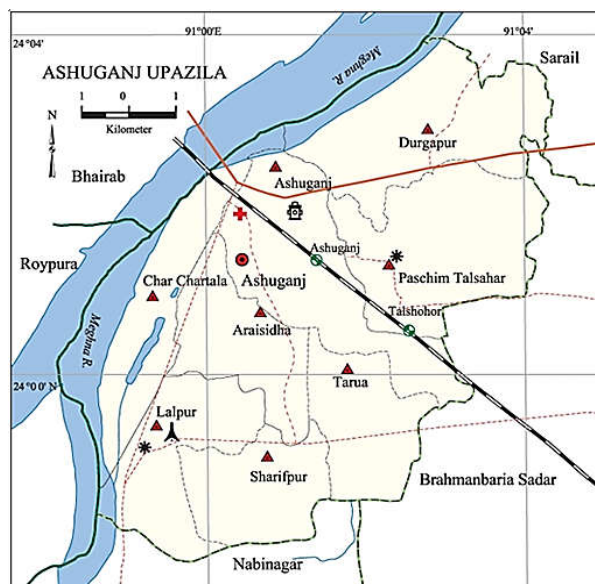 24°04'
91°00'E
91°04'
Meghna R.
Sarail
ASHUGANJ UPAZILA
1 0 1
Kilometer
N
Durgapur
Bhairab
Ashuganj
Roypura
Ashuganj
Char Chartala
Ashuganj
Paschim Talsahar
Araisidha
Talshohor
Meghna R.
24°0'0" N
Tarua
Lalpur
Sharifpur
Brahmanbaria Sadar
Nabinagar